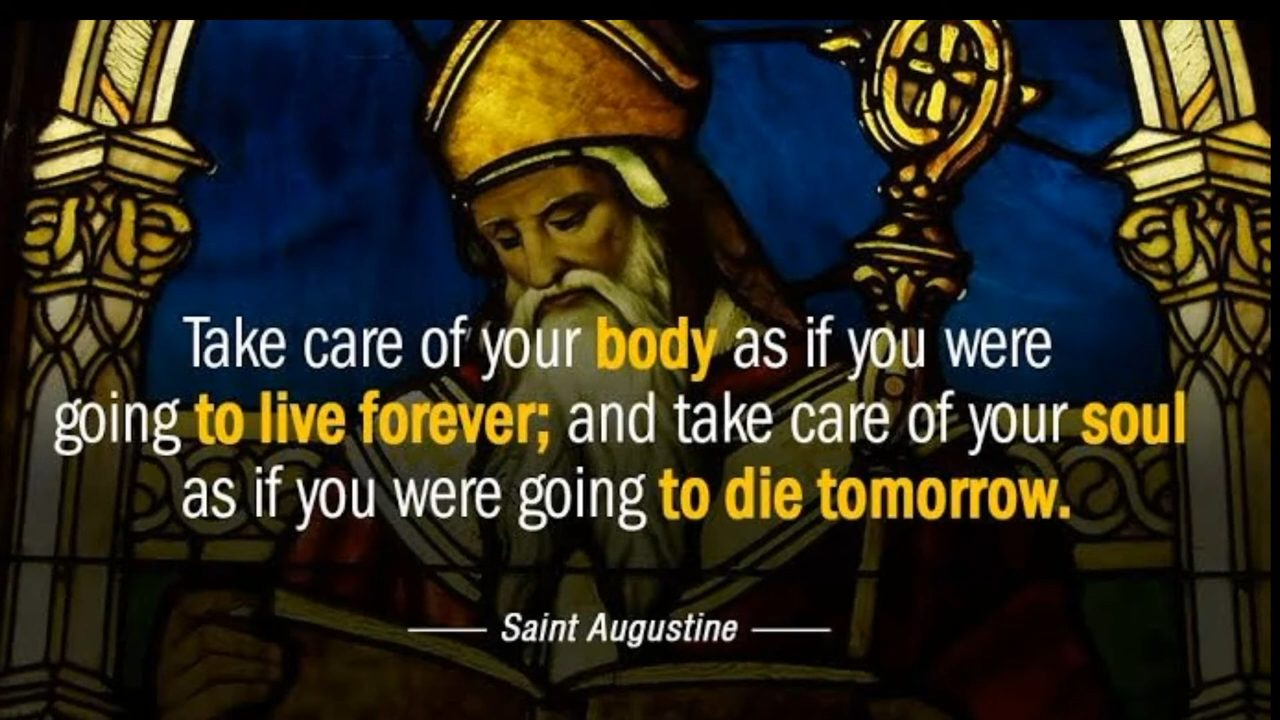 Take care of your body as if you were
going to live forever; and take care of your soul
as if you were going to die tomorrow.
Saint Augustine